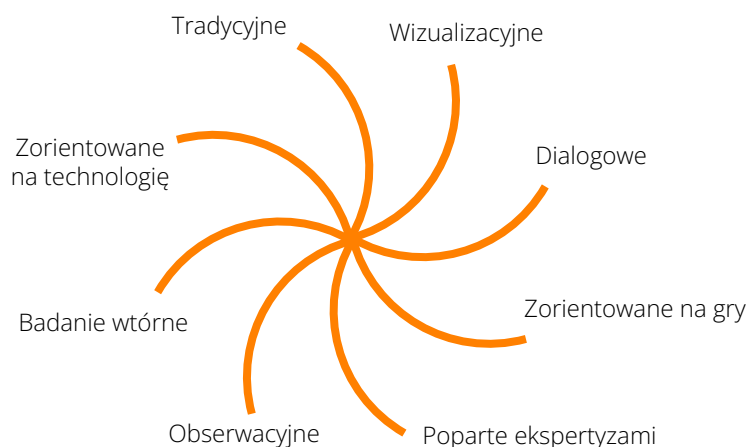 Tradycyjne
Wizualizacyjne
Zorientowane
na technologię
Dialogowe
Badanie wtórne
Zorientowane na gry
Obserwacyjne
Poparte ekspertyzami